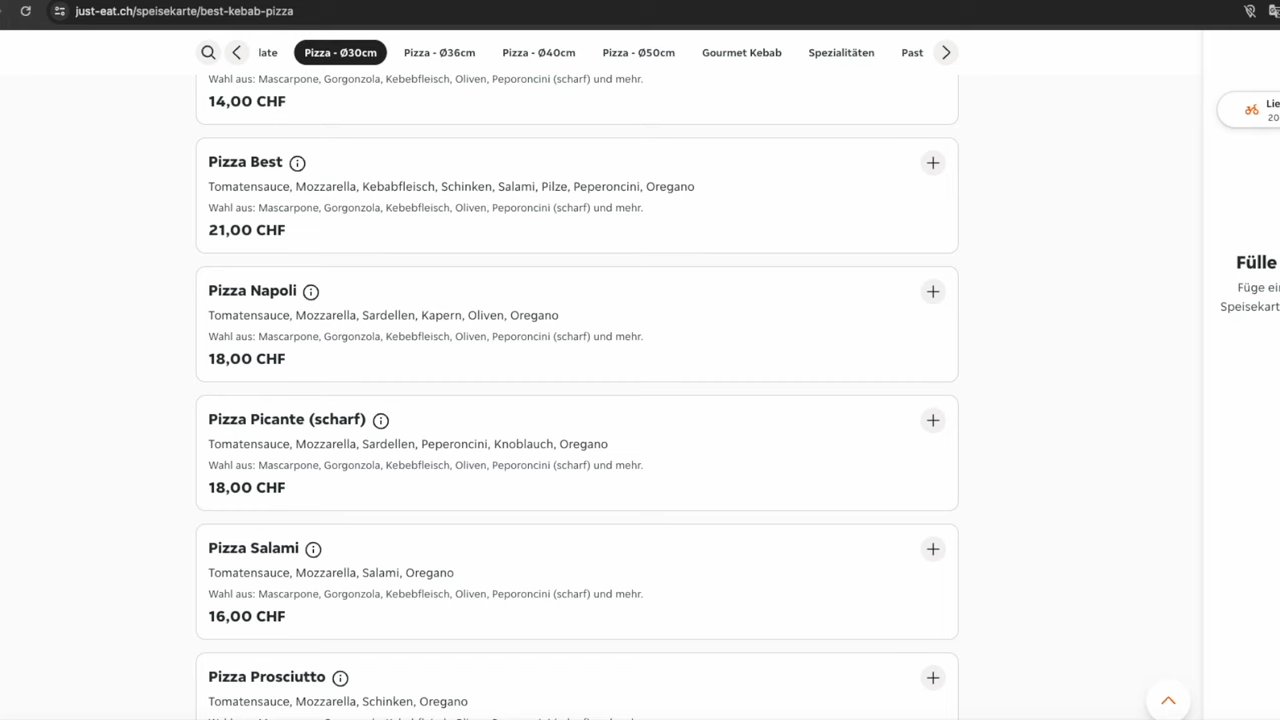 just-eat.ch/speisekarte/best-kebab-pizza
late Pizza - Ø30cm Pizza - Ø36cm Pizza - Ø40cm Pizza - Ø50cm Gourmet Kebab Spezialitäten Past
Wahl aus: Mascarpone, Gorgonzola, Kebebfleisch, Oliven, Peporoncini (scharf) und mehr.
14,00 CHF
Pizza Best
Tomatensauce, Mozzarella, Kebabfleisch, Schinken, Salami, Pilze, Peperoncini, Oregano
Wahl aus: Mascarpone, Gorgonzola, Kebebfleisch, Oliven, Peporoncini (scharf) und mehr.
21,00 CHF
Pizza Napoli
Tomatensauce, Mozzarella, Sardellen, Kapern, Oliven, Oregano
Wahl aus: Mascarpone, Gorgonzola, Kebebfleisch, Oliven, Peporoncini (scharf) und mehr.
18,00 CHF
Pizza Picante (scharf)
Tomatensauce, Mozzarella, Sardellen, Peperoncini, Knoblauch, Oregano
Wahl aus: Mascarpone, Gorgonzola, Kebebfleisch, Oliven, Peporoncini (scharf) und mehr.
18,00 CHF
Pizza Salami
Tomatensauce, Mozzarella, Salami, Oregano
Wahl aus: Mascarpone, Gorgonzola, Kebebfleisch, Oliven, Peporoncini (scharf) und mehr.
16,00 CHF
Pizza Prosciutto
Tomatensauce, Mozzarella, Schinken, Oregano
Lie
20
Fülle
Füge ei
Speisekart